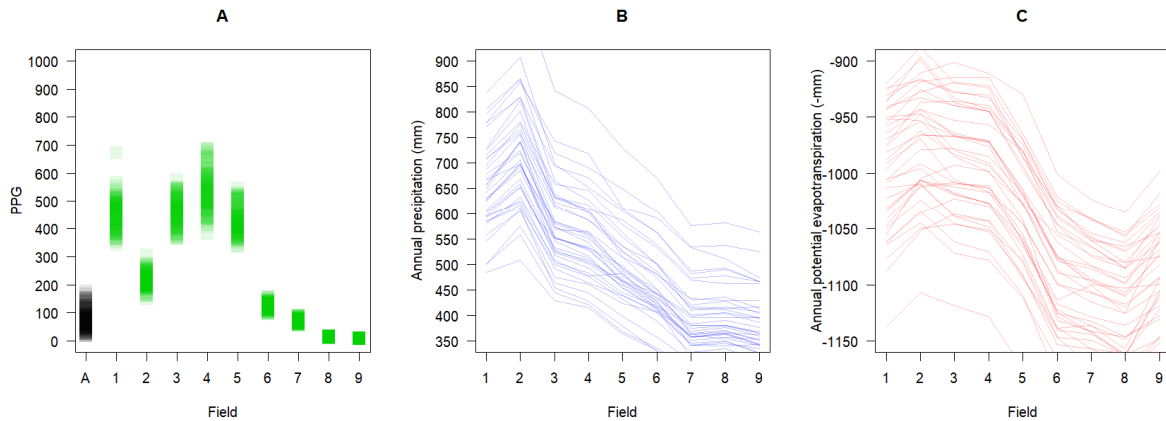 A
PPG
1000
900
800
700
600
500
400
300
200
100
0
A 1 2 3 4 5 6 7 8 9
Field
B
Annual precipitation (mm)
900
850
800
750
700
650
600
550
500
450
400
350
1 2 3 4 5 6 7 8 9
Field
C
Annual potential evapotranspiration (-mm)
-900
-950
-1000
-1050
-1100
-1150
1 2 3 4 5 6 7 8 9
Field